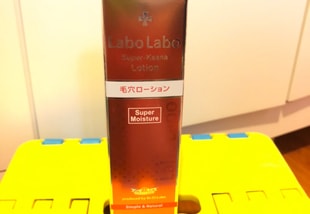 Labo Labo
Super-Keana
Lotion
毛穴ローション
Super
Moisture
Simple & Natural